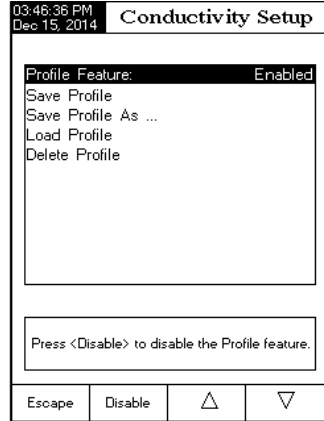 03:46:36 PM
Dec 15, 2014
Conductivity Setup
Profile Feature: Enabled
Save Profile
Save Profile As ...
Load Profile
Delete Profile
Press <Disable> to disable the Profile feature.
Escape Disable △ ▽